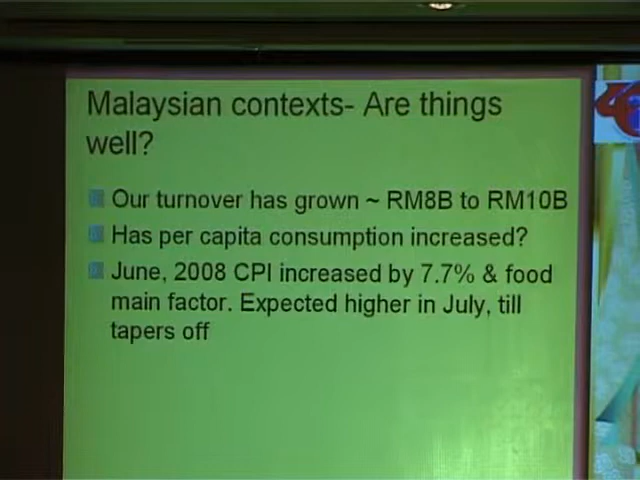 Malaysian contexts- Are things
well?
Our turnover has grown ~ RM8B to RM10B
Has per capita consumption increased?
June, 2008 CPI increased by 7.7% & food
main factor. Expected higher in July, till
tapers off